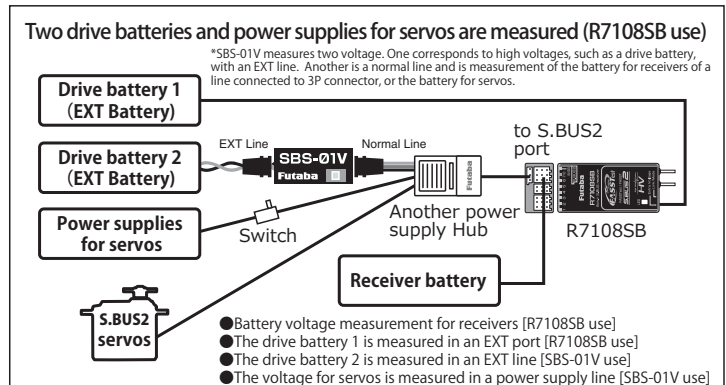 Two drive batteries and power supplies for servos are measured (R7108SB use)
*SBS-01V measures two voltage. One corresponds to high voltages, such as a drive battery,
with an EXT line. Another is a normal line and is measurement of the battery for receivers of a
line connected to 3P connector, or the battery for servos.
Drive battery 1
(EXT Battery)
Drive battery 2
(EXT Battery)
EXT Line
SBS-01V
Futaba
Normal Line
Futaba
to S.BUS2
port
Futaba
R7108SB
FASSTest
S.BUS2
HV
R7108SB
Another power
supply Hub
Power supplies
for servos
Switch
Receiver battery
S.BUS2
servos
●Battery voltage measurement for receivers [R7108SB use]
●The drive battery 1 is measured in an EXT port [R7108SB use]
●The drive battery 2 is measured in an EXT line [SBS-01V use]
●The voltage for servos is measured in a power supply line [SBS-01V use]